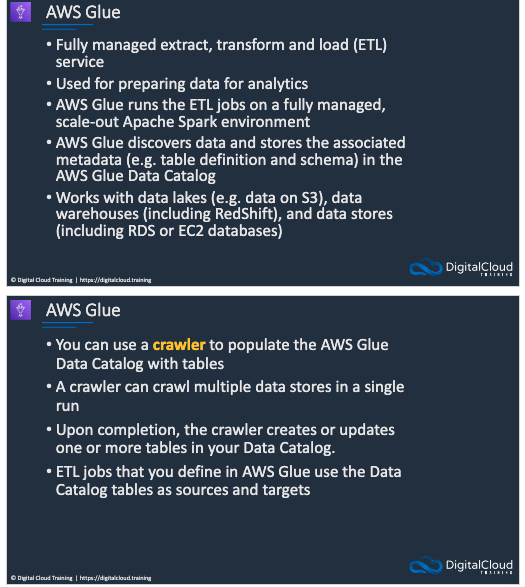 AWS Glue
• Fully managed extract, transform and load (ETL)
service
• Used for preparing data for analytics
• AWS Glue runs the ETL jobs on a fully managed,
scale-out Apache Spark environment
• AWS Glue discovers data and stores the associated
metadata (e.g. table definition and schema) in the
AWS Glue Data Catalog
• Works with data lakes (e.g. data on S3), data
warehouses (including RedShift), and data stores
(including RDS or EC2 databases)
DigitalCloud
TRAINING
© Digital Cloud Training | https://digitalcloud.training
AWS Glue
• You can use a crawler to populate the AWS Glue
Data Catalog with tables
• A crawler can crawl multiple data stores in a single
run
• Upon completion, the crawler creates or updates
one or more tables in your Data Catalog.
• ETL jobs that you define in AWS Glue use the Data
Catalog tables as sources and targets
DigitalCloud
TRAINING
© Digital Cloud Training | https://digitalcloud.training